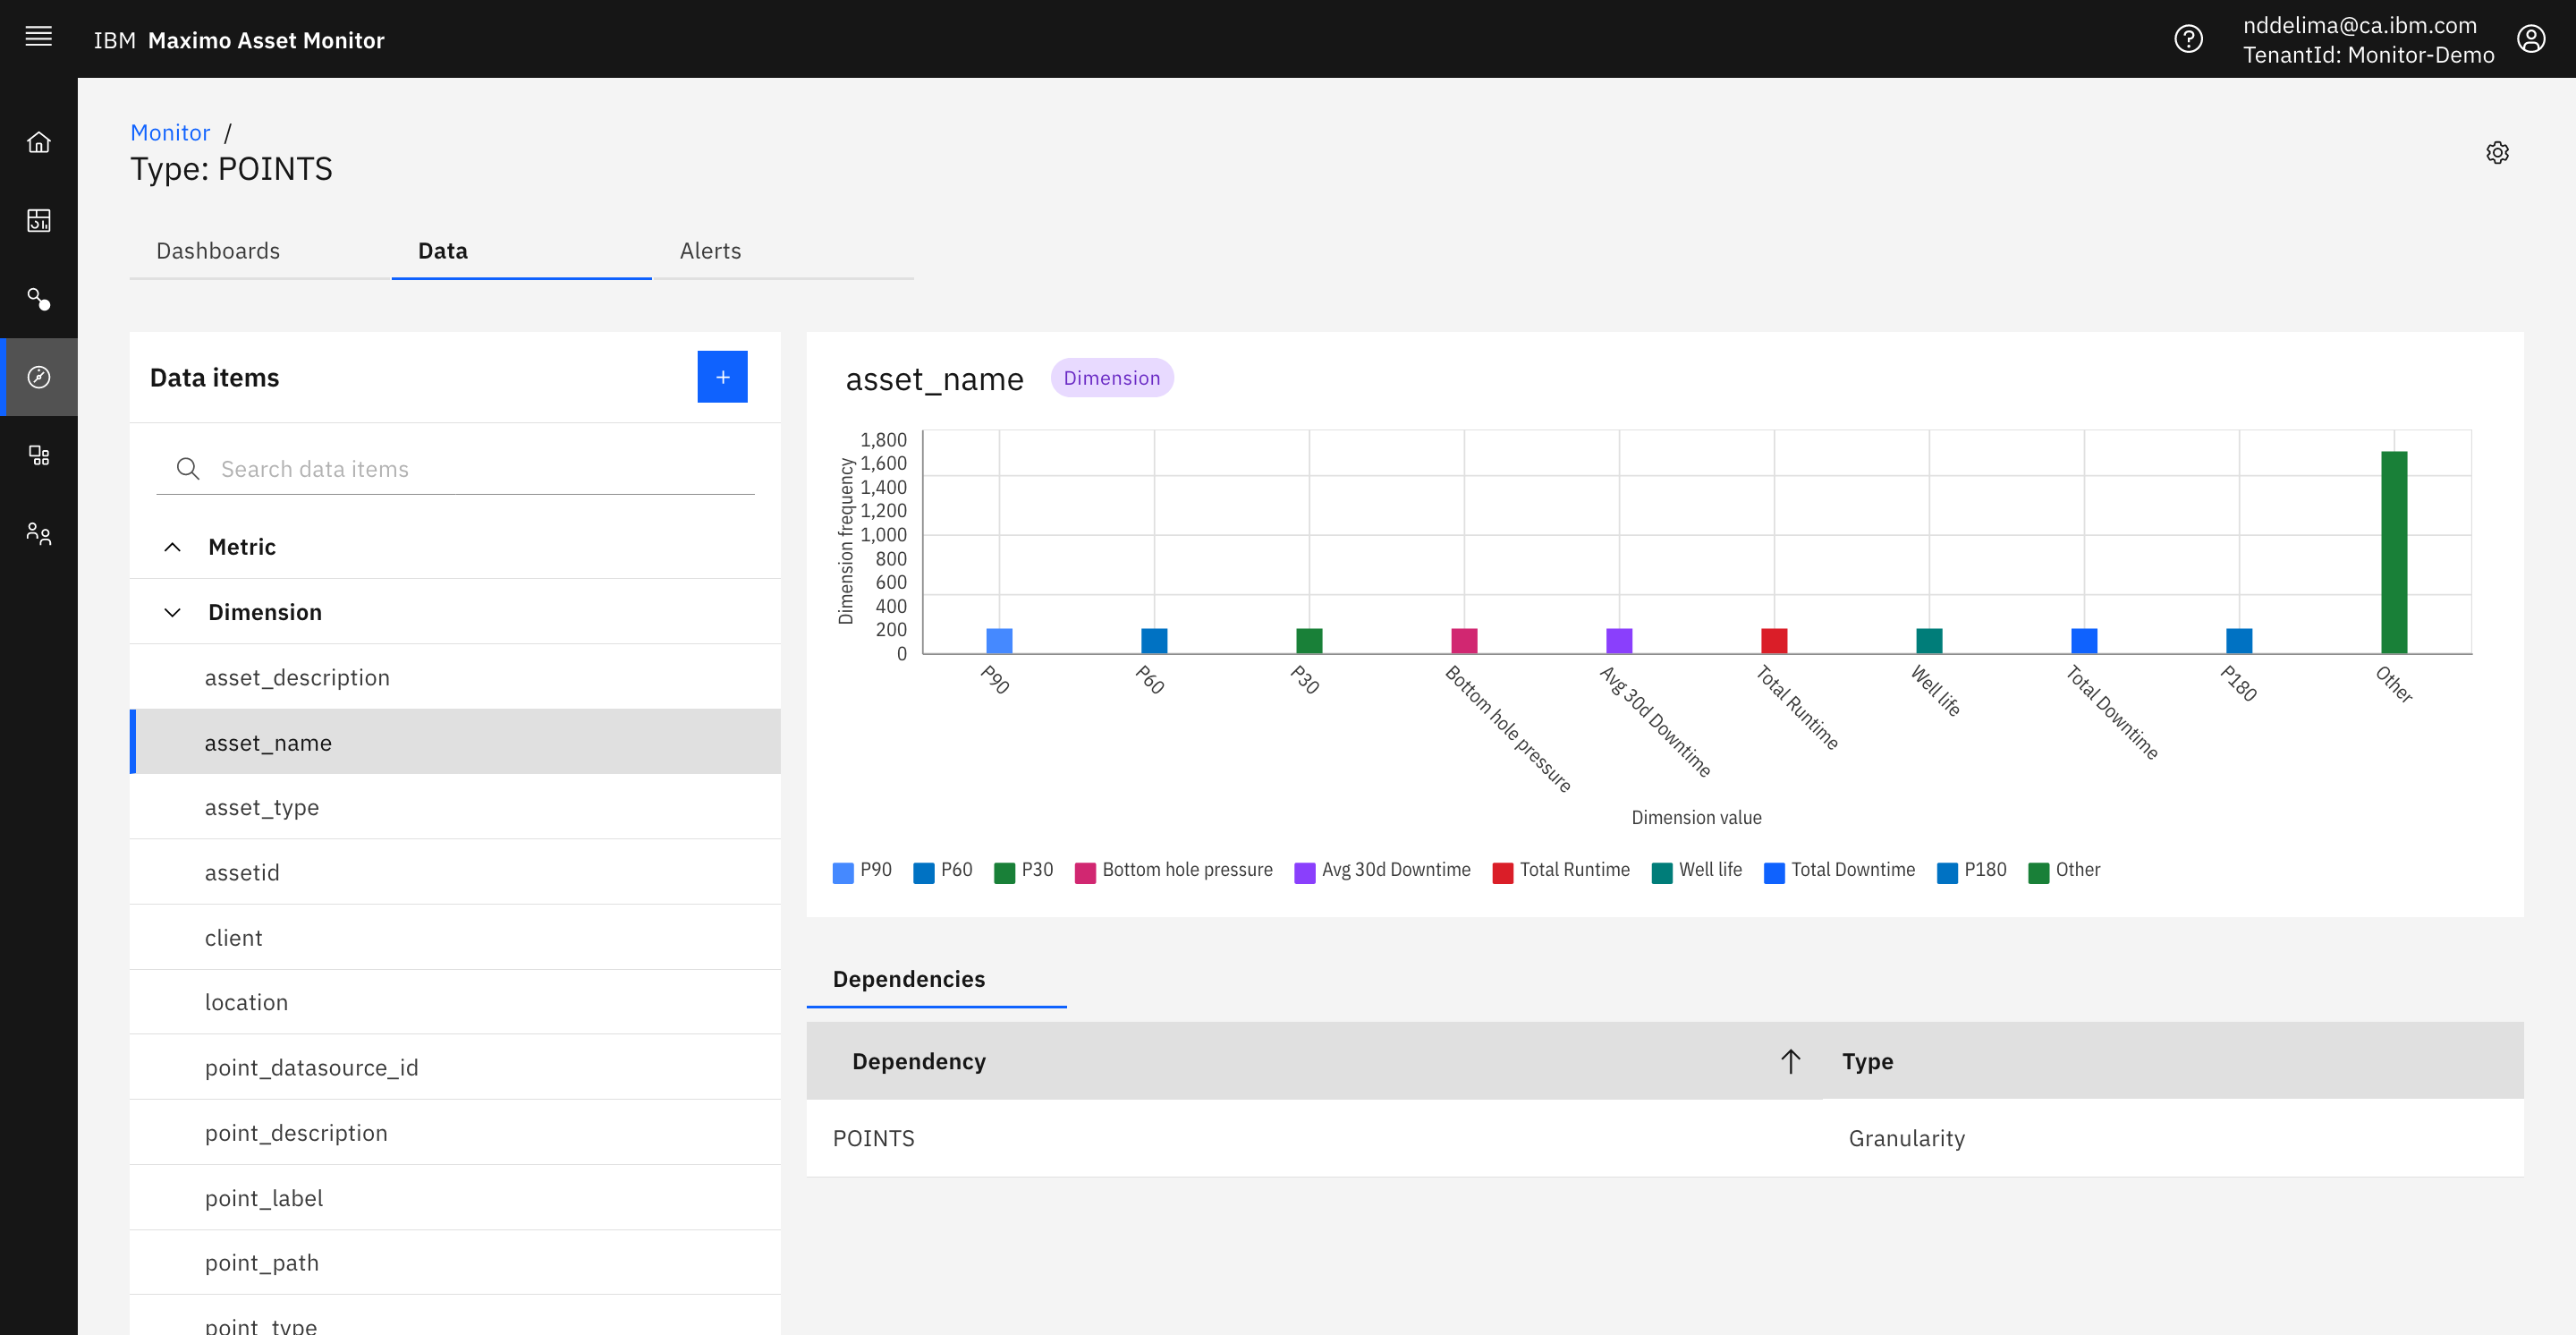 IBM Maximo Asset Monitor
nddelima@ca.ibm.com
TenantId: Monitor-Demo
Monitor /
Type: POINTS
Dashboards
Data
Alerts
Data items
+
Search data items
Metric
Dimension
asset_description
asset_name
asset_type
assetid
client
location
point_datasource_id
point_description
point_label
point_path
point_type
asset_name
Dimension
Dimension frequency
1,800
1,600
1,400
1,200
1,000
800
600
400
200
0
P90
P60
P30
Bottom hole pressure
Avg 30d Downtime
Total Runtime
Well life
Total Downtime
P180
Other
Dimension value
P90 P60 P30 Bottom hole pressure Avg 30d Downtime Total Runtime Well life Total Downtime P180 Other
Dependencies
Dependency Type
POINTS Granularity